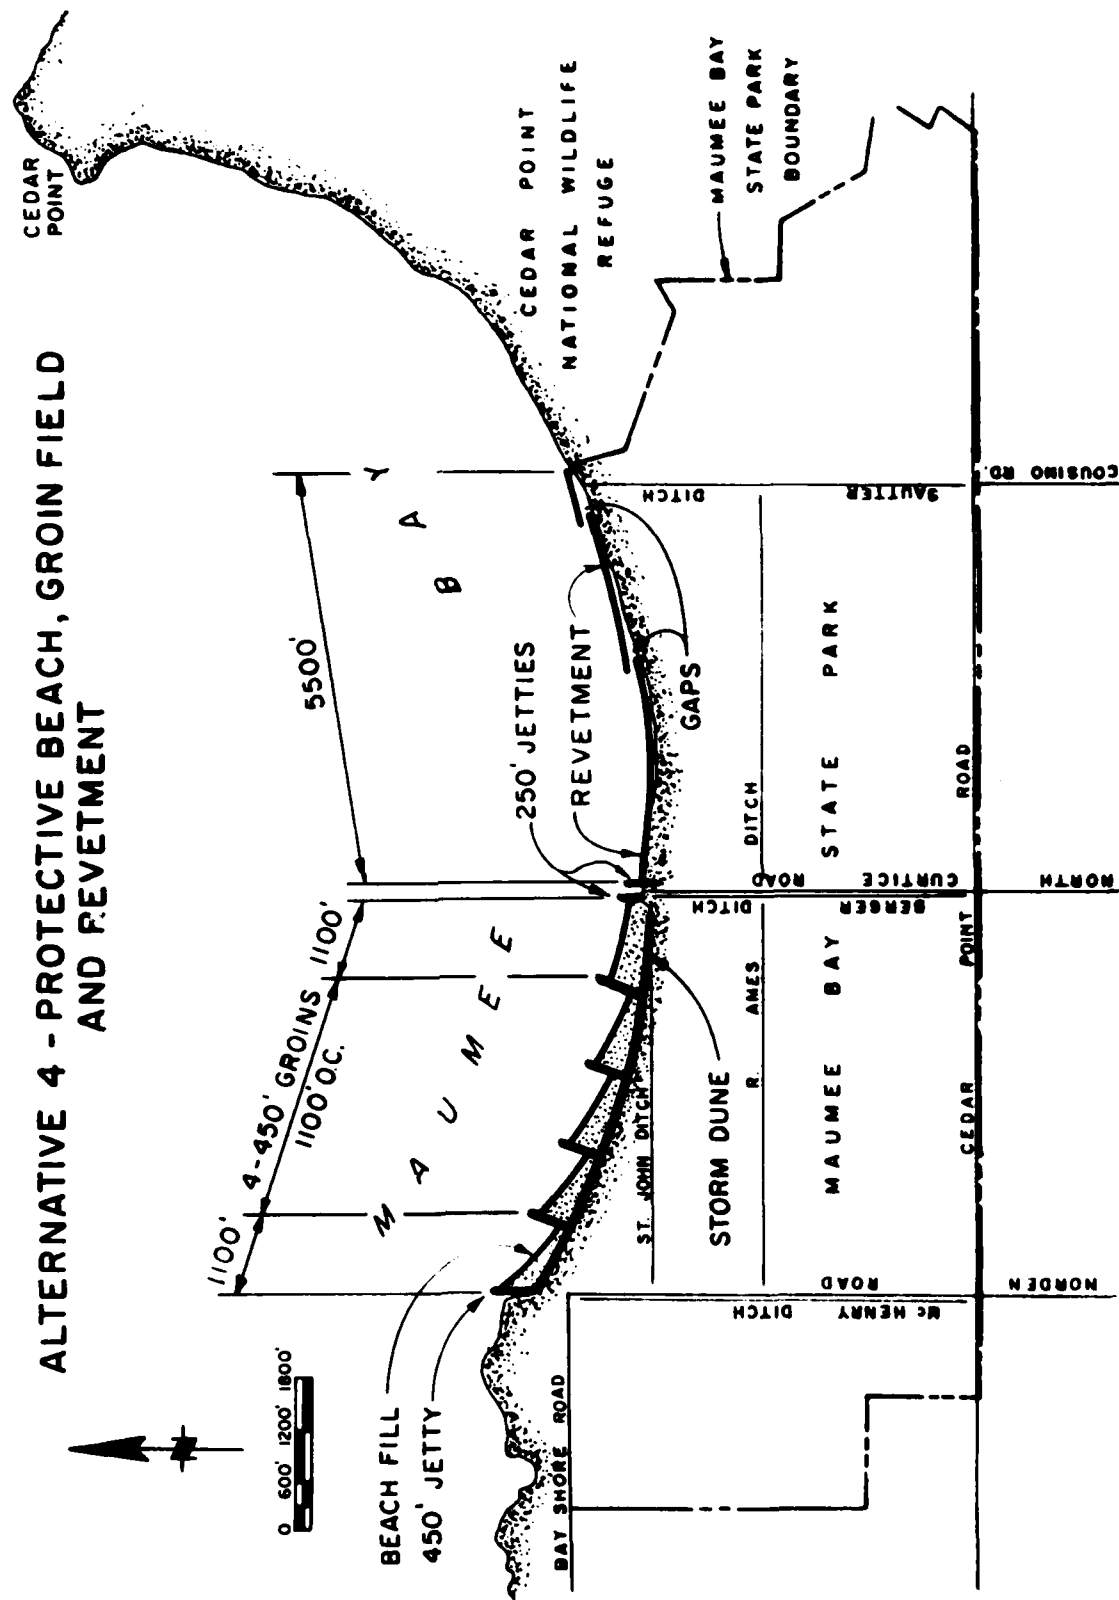 ALTERNATIVE 4 - PROTECTIVE BEACH, GROIN FIELD
AND REVETMENT
CEDAR
POINT
0 600' 1200' 1800'
1100'
4-450' GROINS
1100' O.C.
1100'
5500'
MAUMEE
BAY
BEACH FILL
450' JETTY
250' JETTIES
REVETMENT
GAPS
CEDAR POINT
NATIONAL WILDLIFE
REFUGE
MAUMEE BAY
STATE PARK
BOUNDARY
BAY SHORE ROAD
ST. JOHN DITCH
STORM DUNE
R AMES DITCH
MAUMEE BAY STATE PARK
CEDAR POINT ROAD
NORDEN ROAD
Mc HENRY DITCH
BERGER DITCH
NORTH CURTICE ROAD
SAUTTER DITCH
COUSINO RD.